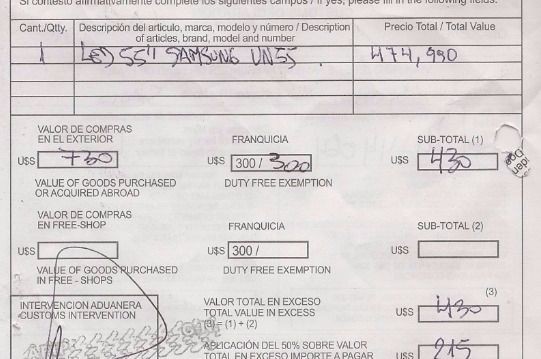 Si contestó afirmativamente complete los siguientes campos / If yes, please fill in the following fields.
Cant./Qtty. Descripción del artículo, marca, modelo y número / Description of articles, brand, model and number Precio Total / Total Value
1 LED 55" SAMSUNG UN55 474,990
VALOR DE COMPRAS EN EL EXTERIOR FRANQUICIA SUB-TOTAL (1)
U$S 730 U$S 300 / 300 U$S 430
VALUE OF GOODS PURCHASED OR ACQUIRED ABROAD DUTY FREE EXEMPTION
VALOR DE COMPRAS EN FREE-SHOP FRANQUICIA SUB-TOTAL (2)
U$S U$S 300 / U$S
VALUE OF GOODS PURCHASED IN FREE - SHOPS DUTY FREE EXEMPTION
INTERVENCION ADUANERA
CUSTOMS INTERVENTION
VALOR TOTAL EN EXCESO (3)
TOTAL VALUE IN EXCESS U$S 430
(3) = (1) + (2)
APLICACIÓN DEL 50% SOBRE VALOR
TOTAL EN EXCESO IMPORTE A PAGAR U$S 215